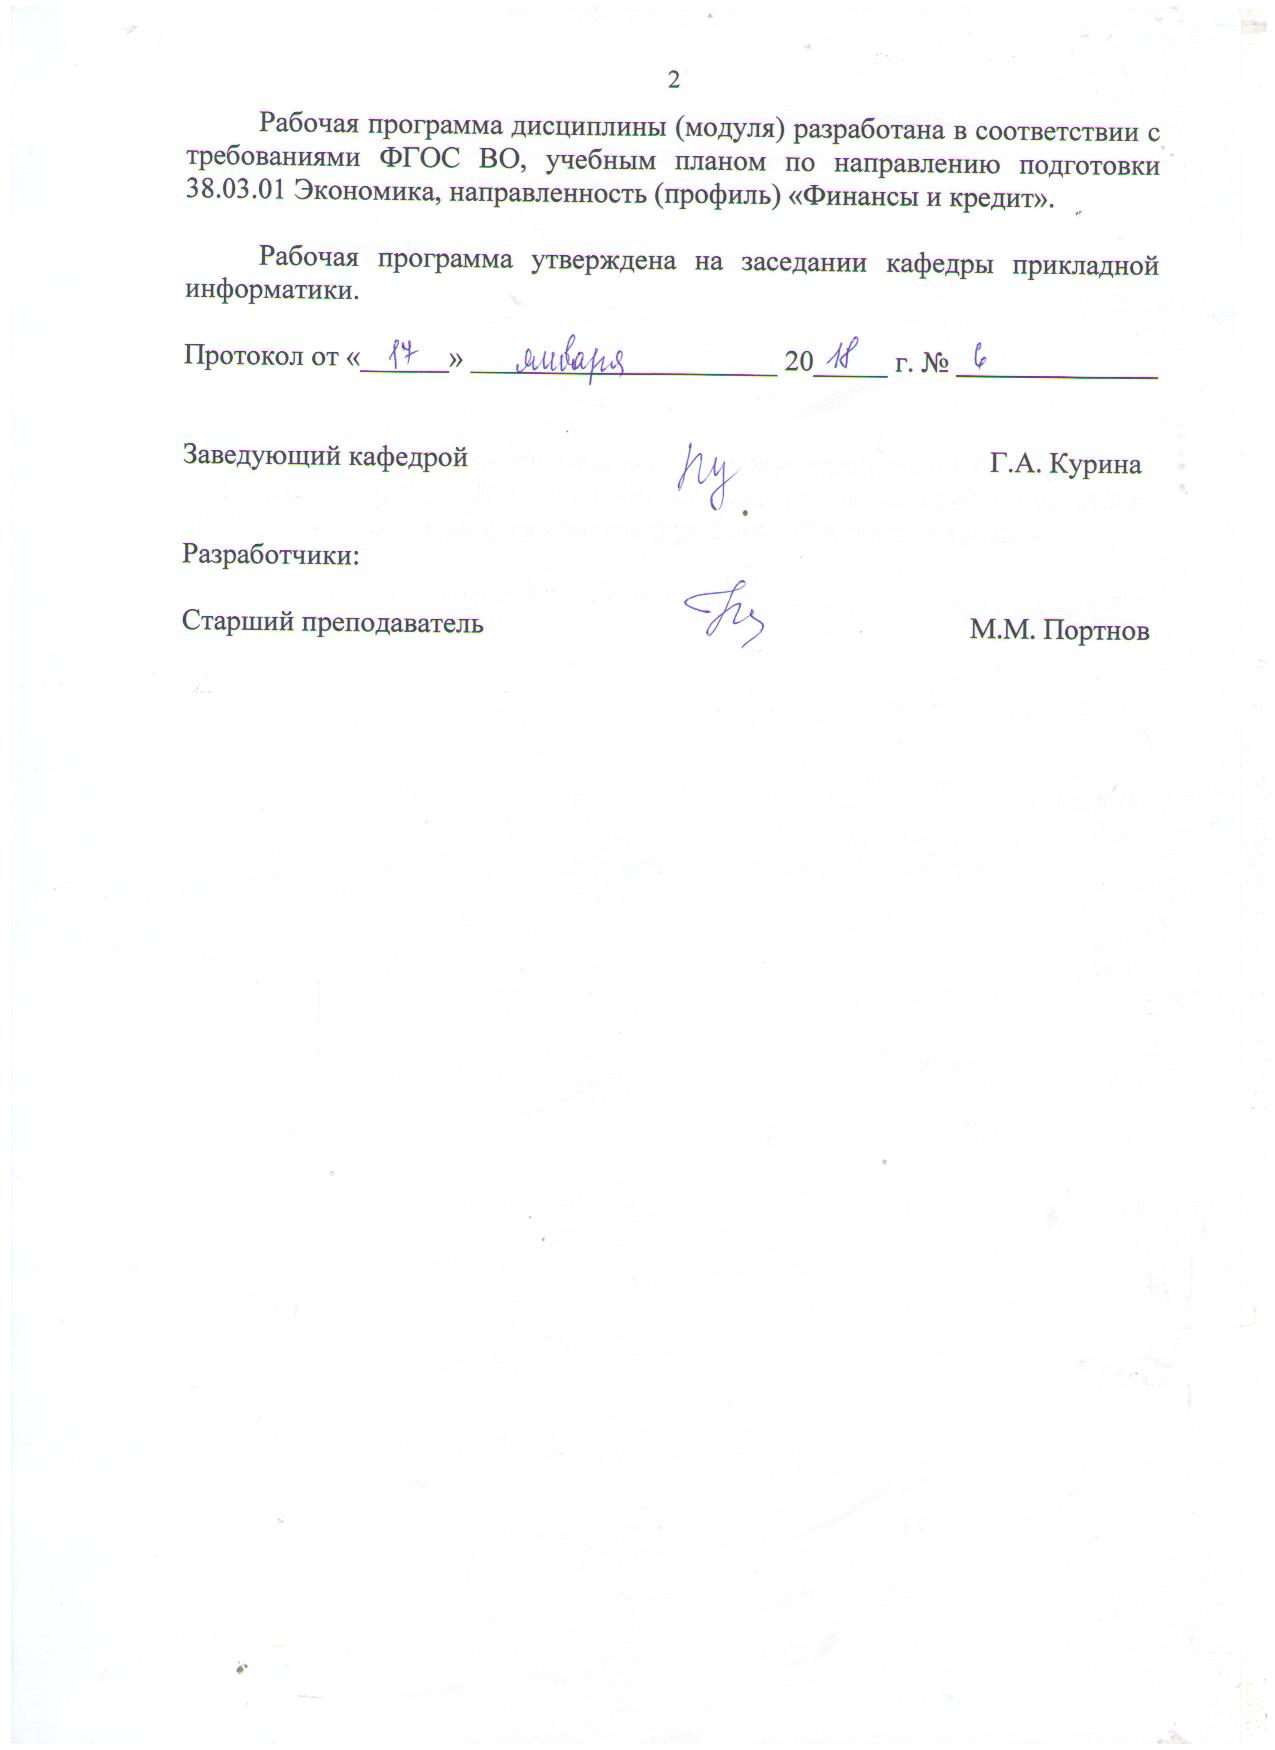 2
Рабочая программа дисциплины (модуля) разработана в соответствии с
требованиями ФГОС ВО, учебным планом по направлению подготовки
38.03.01 Экономика, направленность (профиль) «Финансы и кредит».
Рабочая программа утверждена на заседании кафедры прикладной
информатики.
Протокол от «17» января 2018 г. № 6
Заведующий кафедрой Г.А. Курина
Разработчики:
Старший преподаватель М.М. Портнов